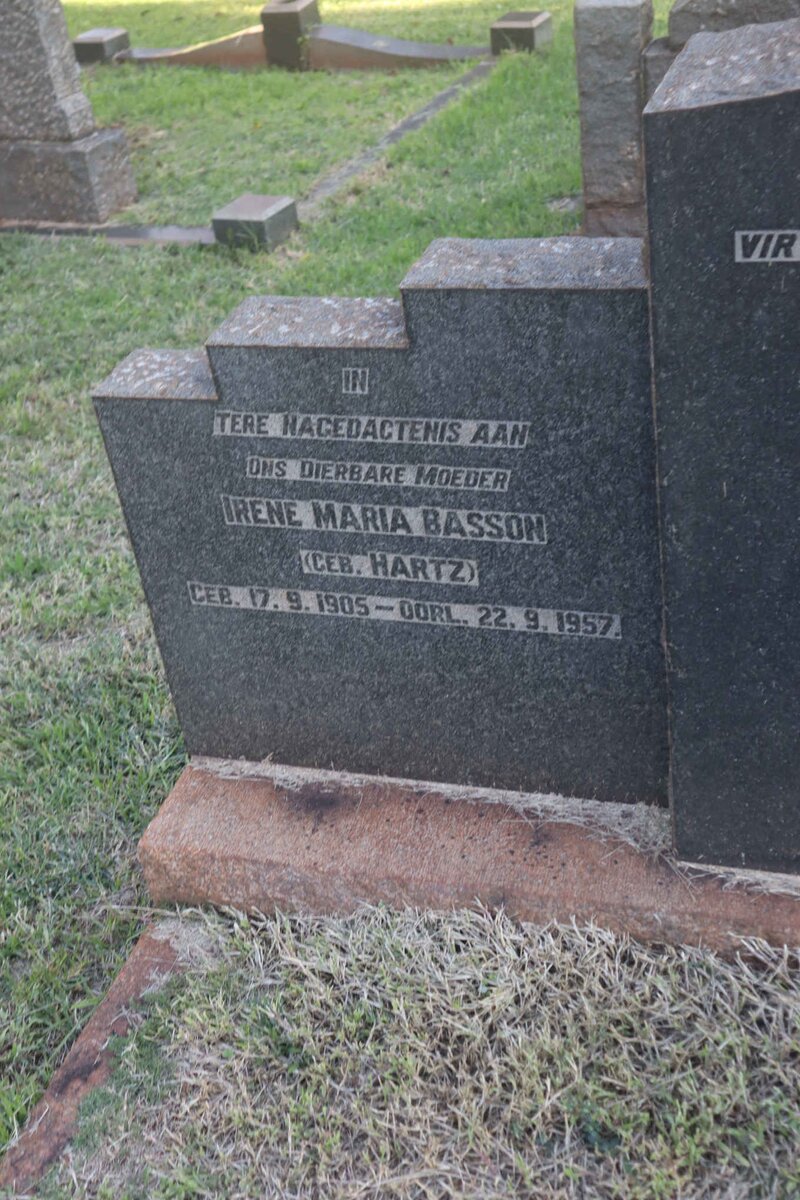 IN
TERE NAGEDACTENIS AAN
ONS DIERBARE MOEDER
IRENE MARIA BASSON
(GEB. HARTZ)
GEB. 17. 9. 1905 — OORL. 22. 9. 1957.
VIR